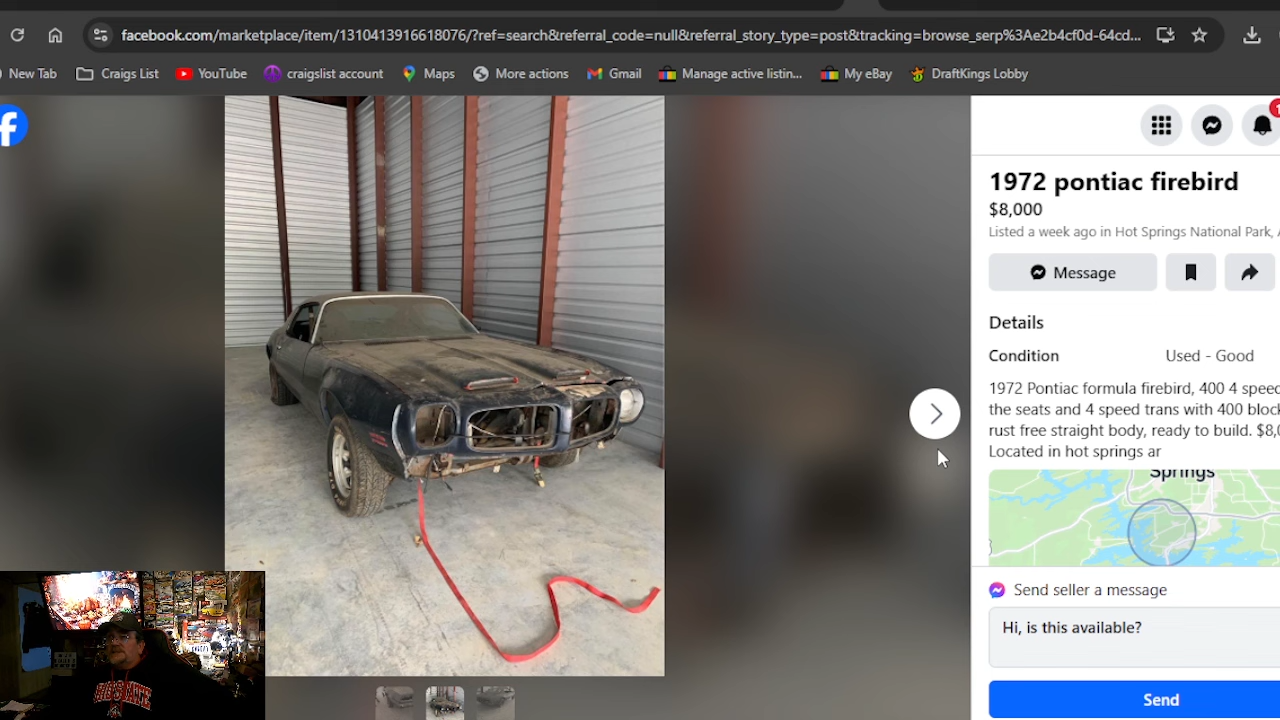 facebook.com/marketplace/item/1310413916618076/?ref=search&referral_code=null&referral_story_type=post&tracking=browse_serp%3Ae2b4cf0d-64cd...
New Tab
Craigs List
YouTube
craigslist account
Maps
More actions
Gmail
Manage active listin...
My eBay
DraftKings Lobby
1972 pontiac firebird
$8,000
Listed a week ago in Hot Springs National Park,
Message
Details
Condition Used - Good
1972 Pontiac formula firebird, 400 4 speed
the seats and 4 speed trans with 400 block
rust free straight body, ready to build.
Located in hot springs ar
Springs
Send seller a message
Hi, is this available?
Send